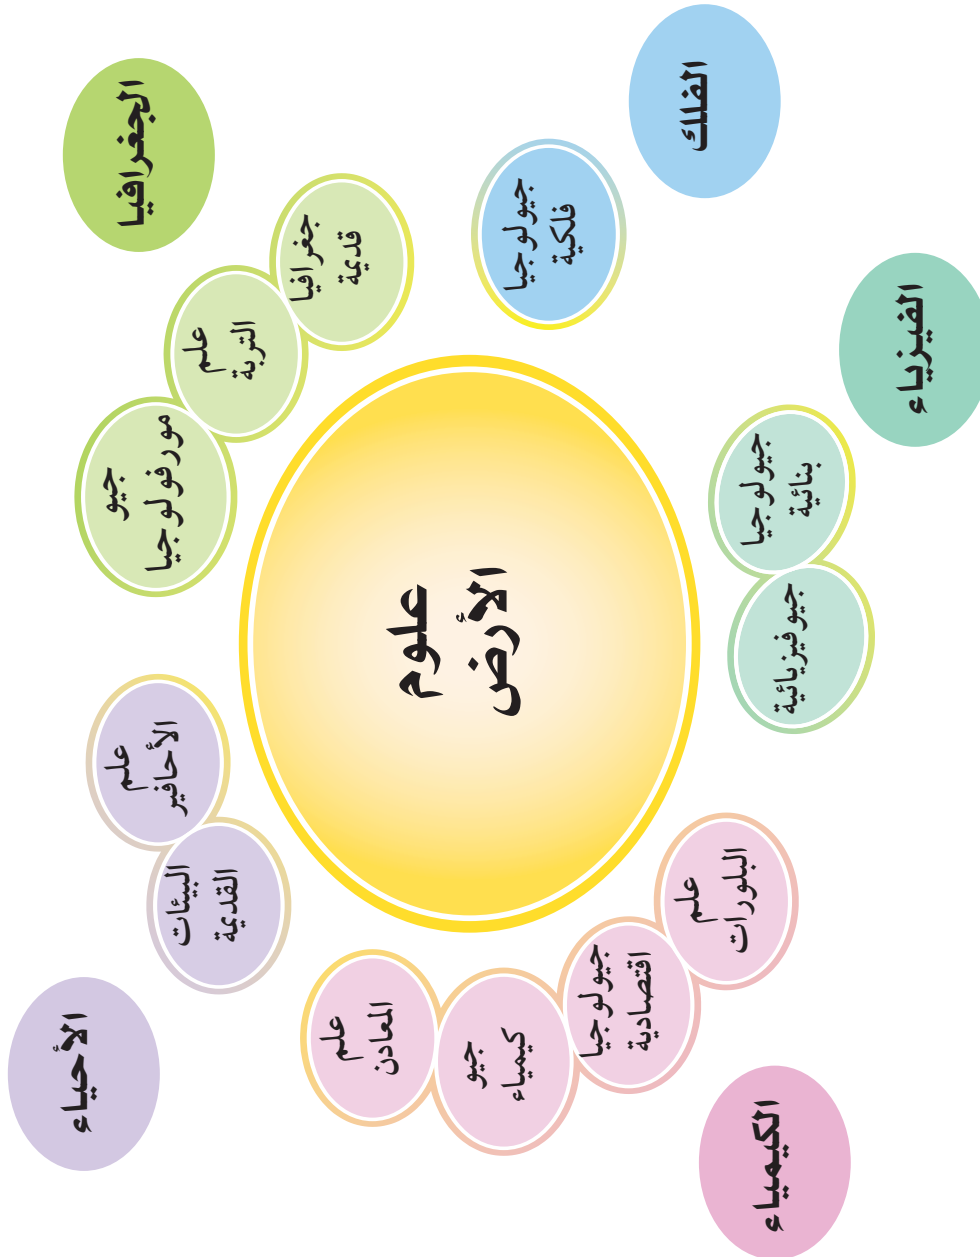 الفلك
الجغرافيا
الفيزياء
جيولوجيا
فلكية
جغرافيا
قديمة
علم
التربة
جيو
مورفولوجيا
جيولوجيا
بنائية
جيوفيزيائية
علوم
الأرض
علم
الأحافير
البيئات
القديمة
علم
المعادن
جيو
كيمياء
جيولوجيا
اقتصادية
علم
البلورات
الأحياء
الكيمياء